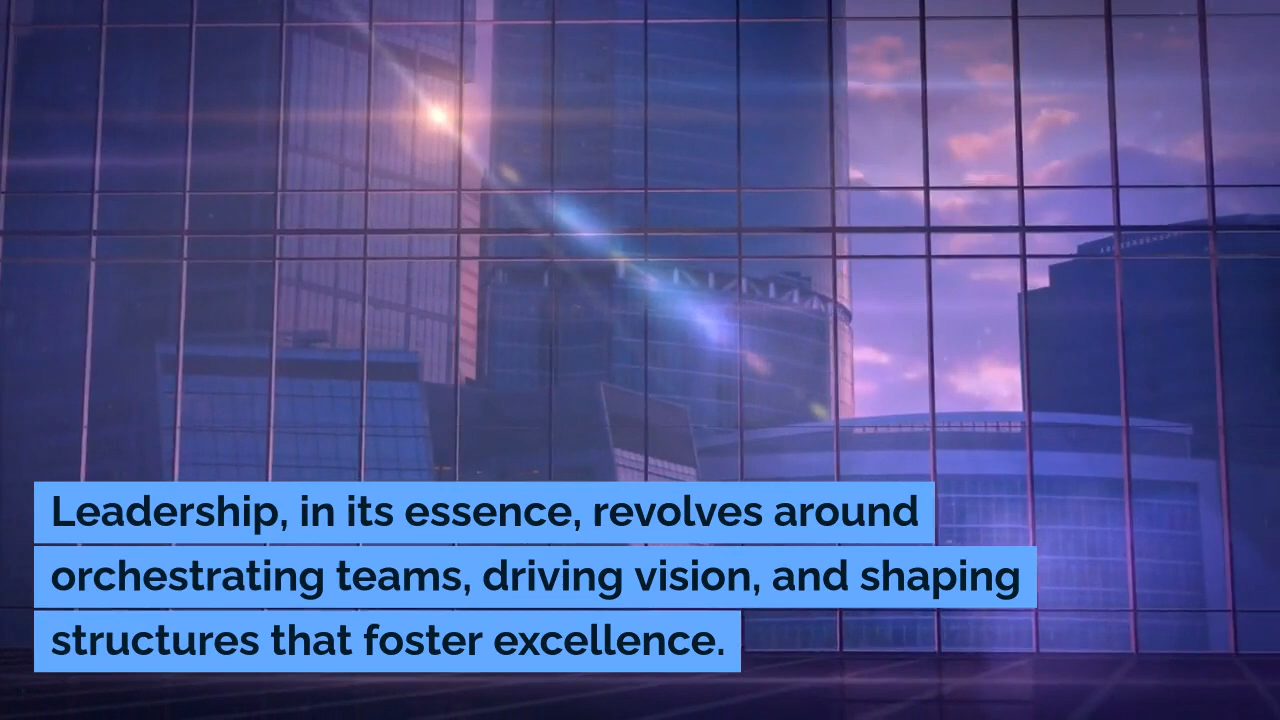 Leadership, in its essence, revolves around
orchestrating teams, driving vision, and shaping
structures that foster excellence.